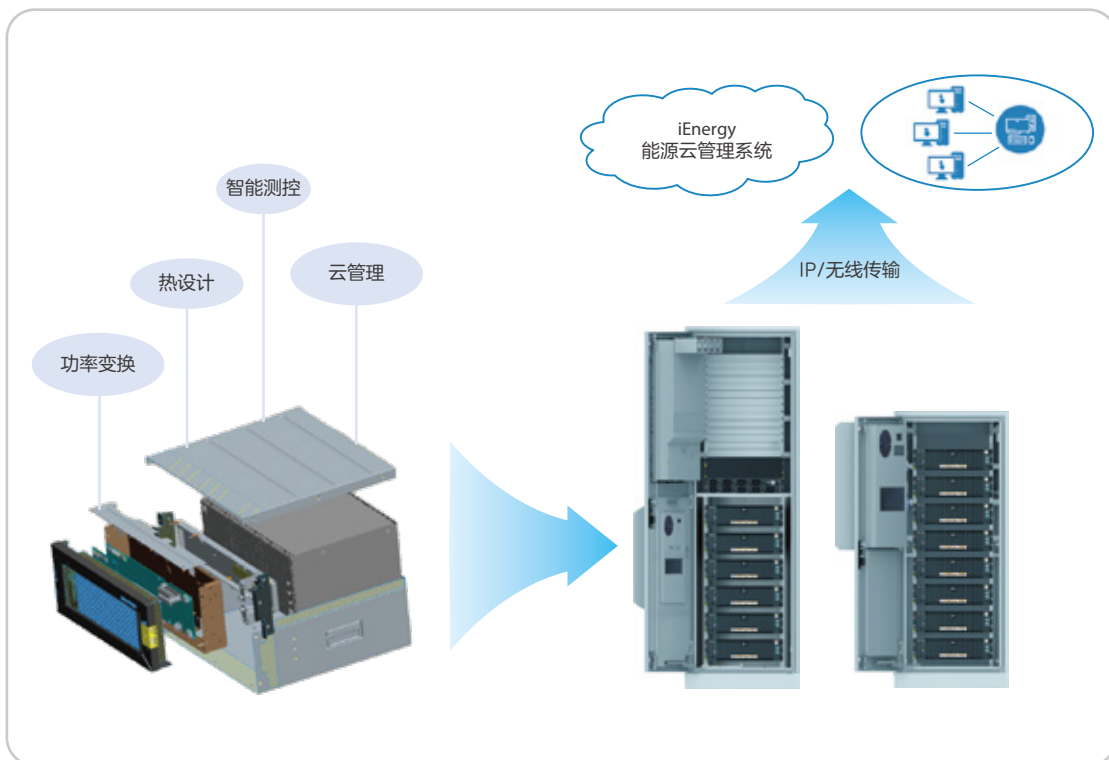 iEnergy
能源云管理系统
智能测控
热设计
云管理
功率变换
IP/无线传输